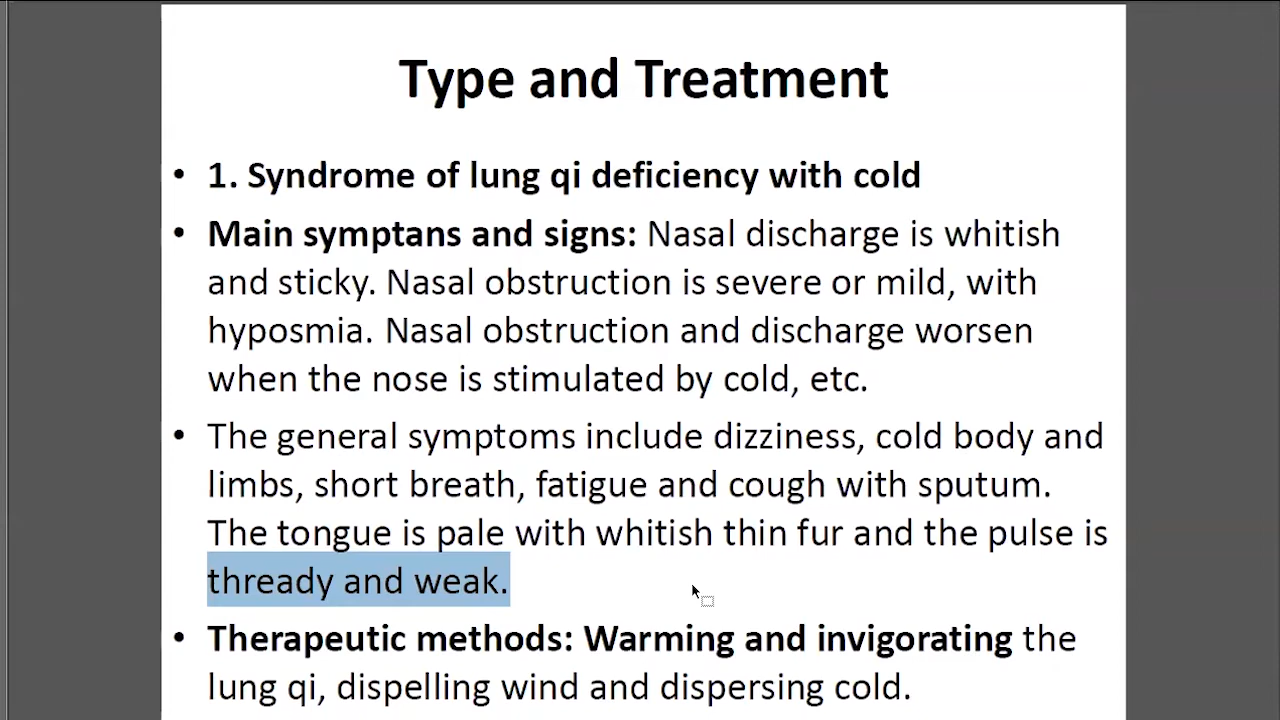 Type and Treatment
• 1. Syndrome of lung qi deficiency with cold
• Main symptans and signs: Nasal discharge is whitish
and sticky. Nasal obstruction is severe or mild, with
hyposmia. Nasal obstruction and discharge worsen
when the nose is stimulated by cold, etc.
• The general symptoms include dizziness, cold body and
limbs, short breath, fatigue and cough with sputum.
The tongue is pale with whitish thin fur and the pulse is
thready and weak.
• Therapeutic methods: Warming and invigorating the
lung qi, dispelling wind and dispersing cold.